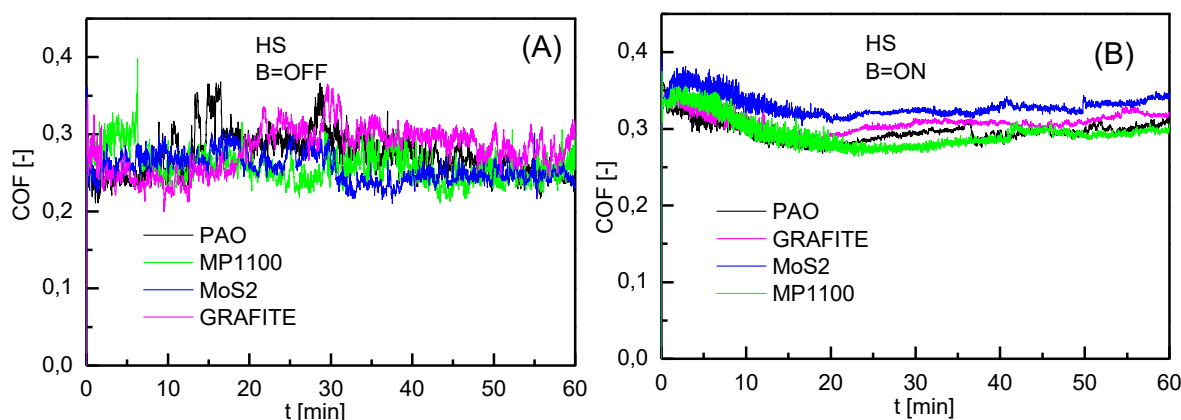 (A)
HS
B=OFF
COF [-]
0,4
0,3
0,2
0,1
0,0
PAO
MP1100
MoS2
GRAFITE
0 10 20 30 40 50 60
t [min]
(B)
HS
B=ON
COF [-]
0,4
0,3
0,2
0,1
0,0
PAO
GRAFITE
MoS2
MP1100
0 10 20 30 40 50 60
t [min]